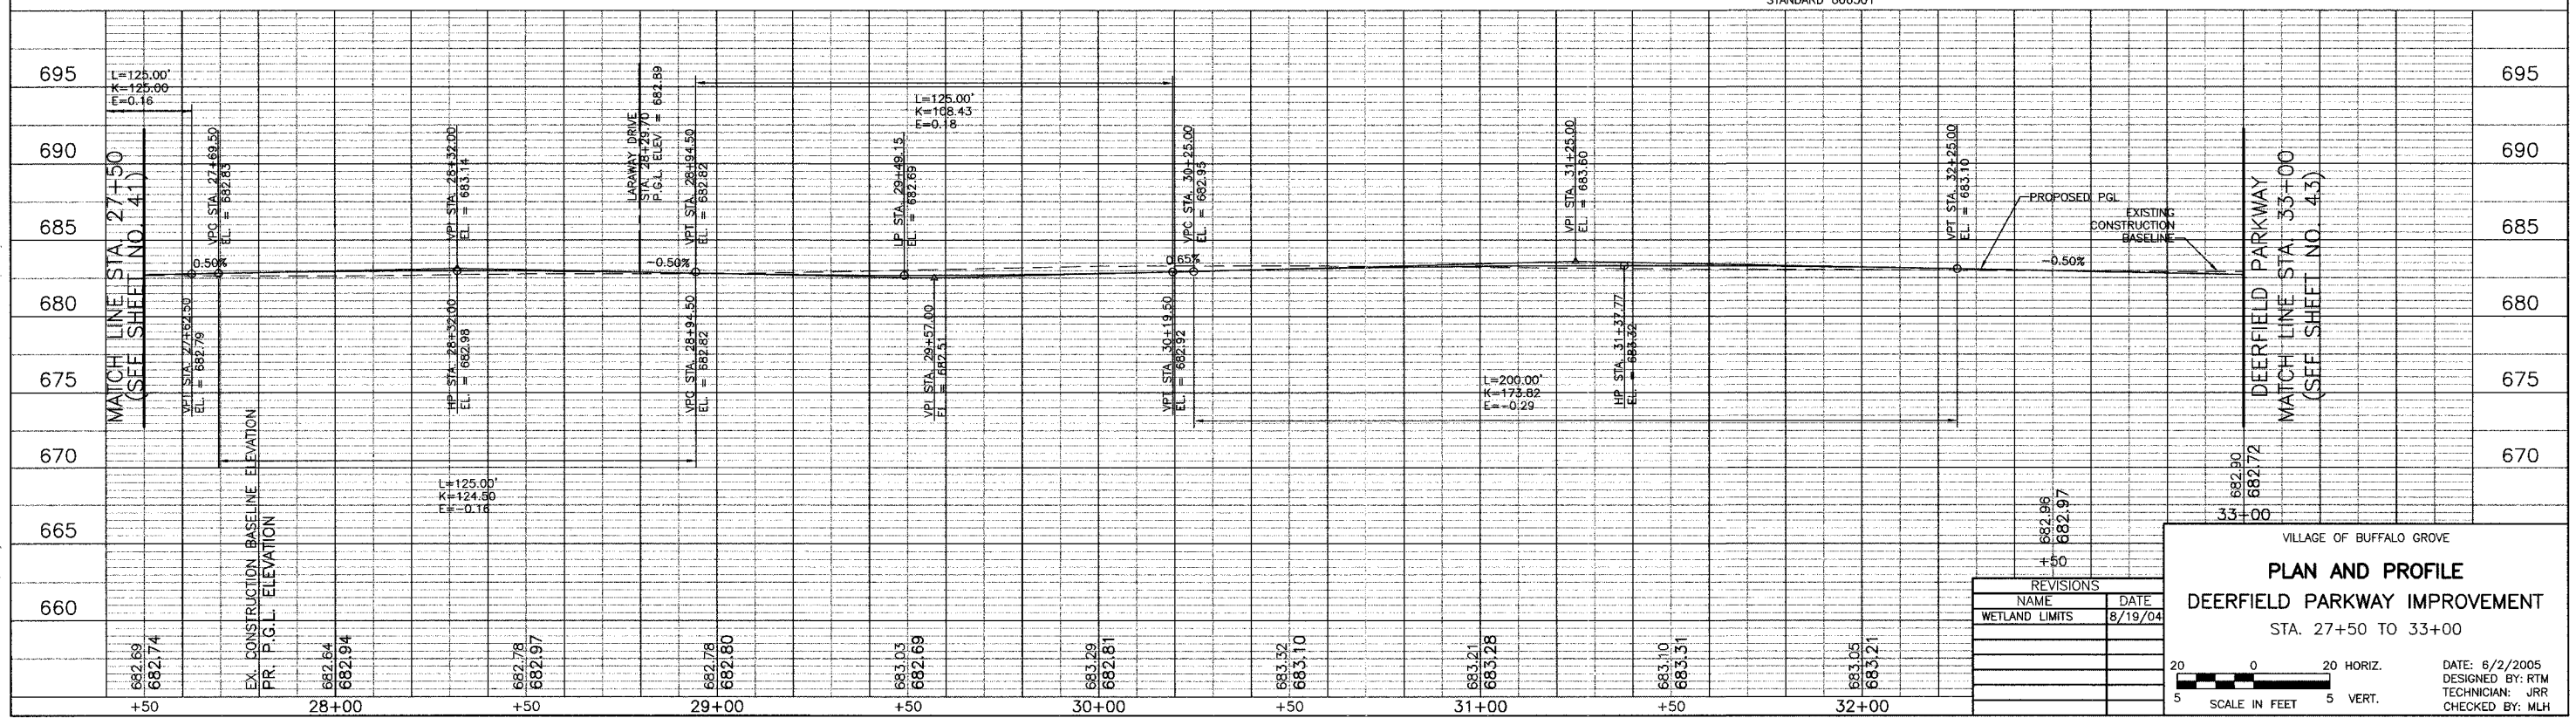 STANDARD 606301
695
690
685
680
675
670
665
660
695
690
685
680
675
670
L=125.00'
K=125.00
E=0.16
MATCH LINE STA. 27+50
(SEE SHEET NO. 41)
VPC STA. 27+69.50
EL. = 682.83
0.50%
VPT STA. 27+62.50
EL. = 682.79
VPI STA. 28+32.00
EL. = 683.14
HP STA. 28+32.00
EL. = 682.98
L=125.00'
K=124.50
E=-0.16
LARAWAY DRIVE
STA. 28+29.70
P.G.L. ELEV. = 682.89
VPT STA. 28+94.50
EL. = 682.82
-0.50%
VPC STA. 28+94.50
EL. = 682.82
L=125.00'
K=108.43
E=0.18
LP STA. 29+49.15
EL. = 682.69
VPI STA. 29+57.00
EL. = 682.51
VPC STA. 30+25.00
EL. = 682.95
0.65%
VPT STA. 30+19.50
EL. = 682.92
L=200.00'
K=173.82
E=-0.29
VPI STA. 31+25.00
EL. = 683.60
HP STA. 31+37.77
EL. = 683.32
VPT STA. 32+25.00
EL. = 683.10
PROPOSED PGL
EXISTING
CONSTRUCTION
BASELINE
-0.50%
DEERFIELD PARKWAY
MATCH LINE STA. 33+00
(SEE SHEET NO. 43)
EX. CONSTRUCTION BASELINE ELEVATION
PR. P.G.L. ELEVATION
682.69
682.74
+50
682.64
682.94
28+00
682.78
682.97
+50
682.78
682.80
29+00
683.03
682.69
+50
683.29
682.81
30+00
683.32
683.10
+50
683.21
683.28
31+00
683.10
683.31
+50
683.05
683.21
32+00
682.96
682.97
+50
682.90
682.72
33+00
REVISIONS
NAME DATE
WETLAND LIMITS 8/19/04
VILLAGE OF BUFFALO GROVE
PLAN AND PROFILE
DEERFIELD PARKWAY IMPROVEMENT
STA. 27+50 TO 33+00
20 0 20 HORIZ.
5 SCALE IN FEET 5 VERT.
DATE: 6/2/2005
DESIGNED BY: RTM
TECHNICIAN: JRR
CHECKED BY: MLH